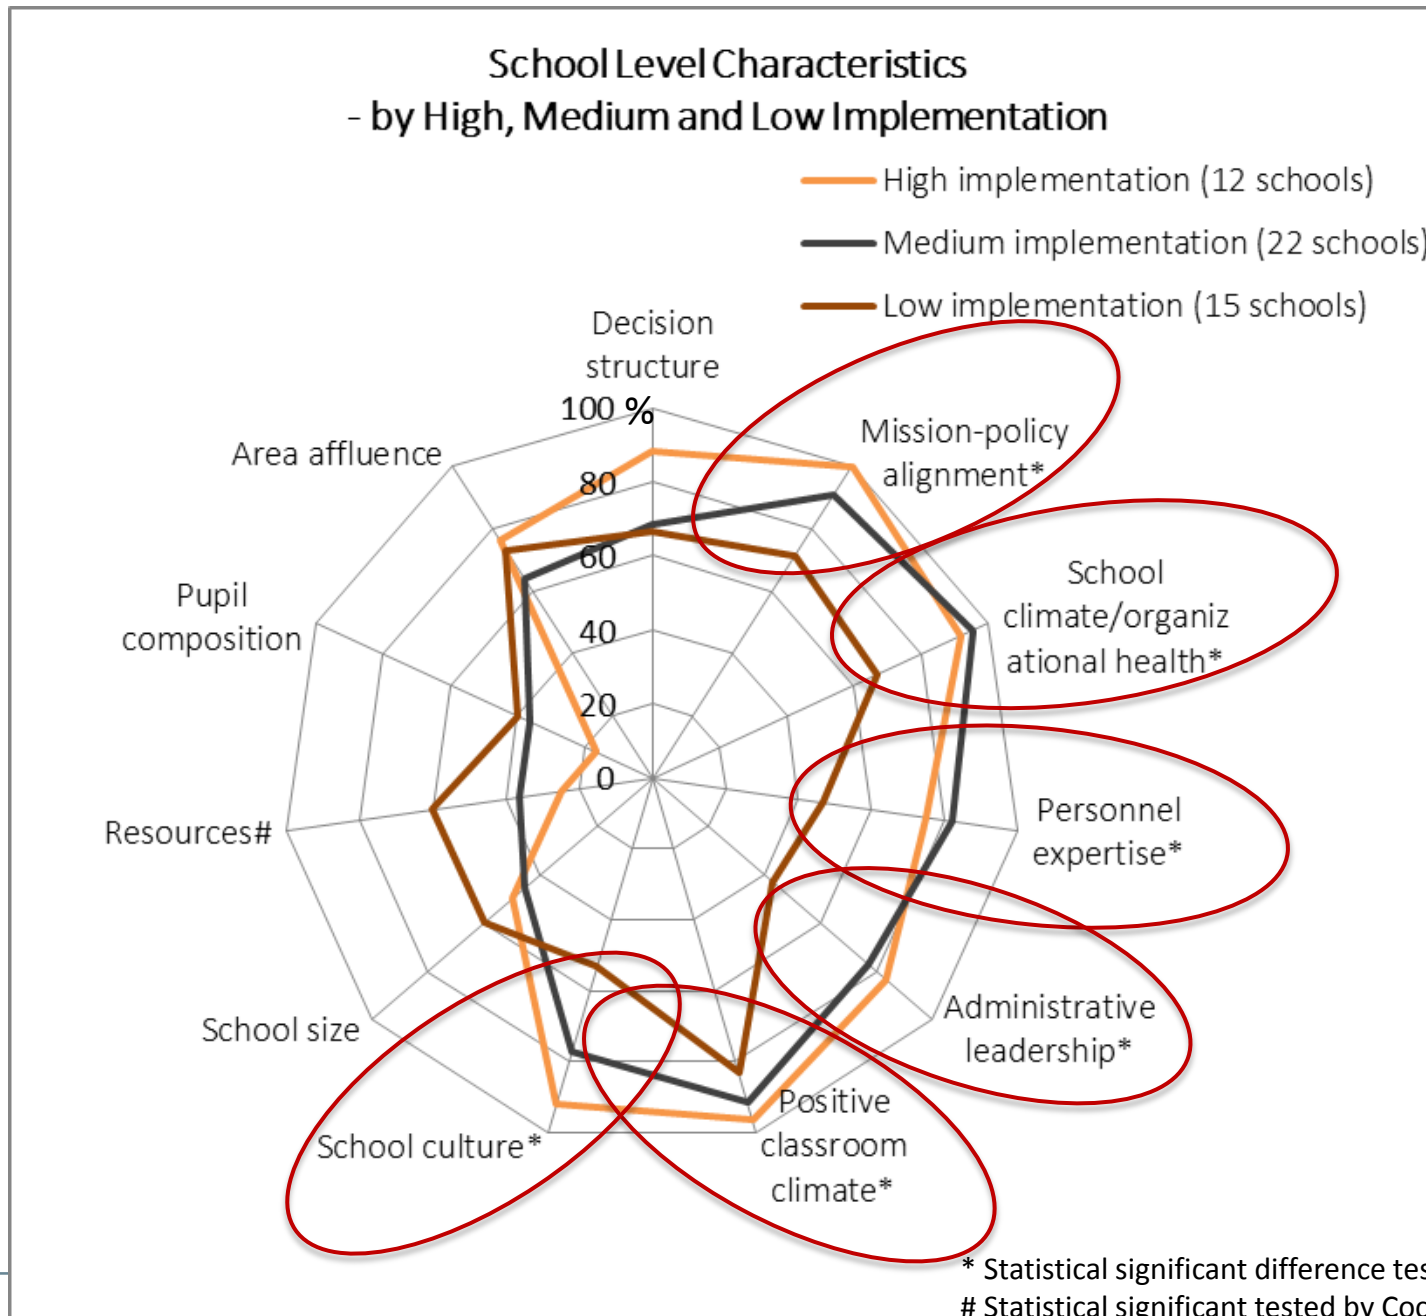 School Level Characteristics
- by High, Medium and Low Implementation
High implementation (12 schools)
Medium implementation (22 schools)
Low implementation (15 schools)
Decision
structure
100 %
80
60
40
20
0
Mission-policy
alignment*
School
climate/organiz
ational health*
Personnel
expertise*
Administrative
leadership*
Positive
classroom
climate*
School culture*
School size
Resources#
Pupil
composition
Area affluence
* Statistical significant difference
# Statistical significant tested by